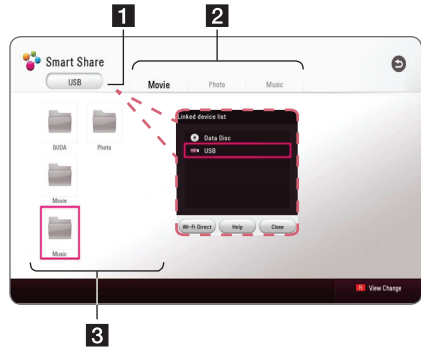 1
2
Smart Share
USB
Movie Photo Music
Linked device list
Data Disc
USB
BUDA Photo
Movie
Wi-Fi Direct Help Close
Music
R View Change
3